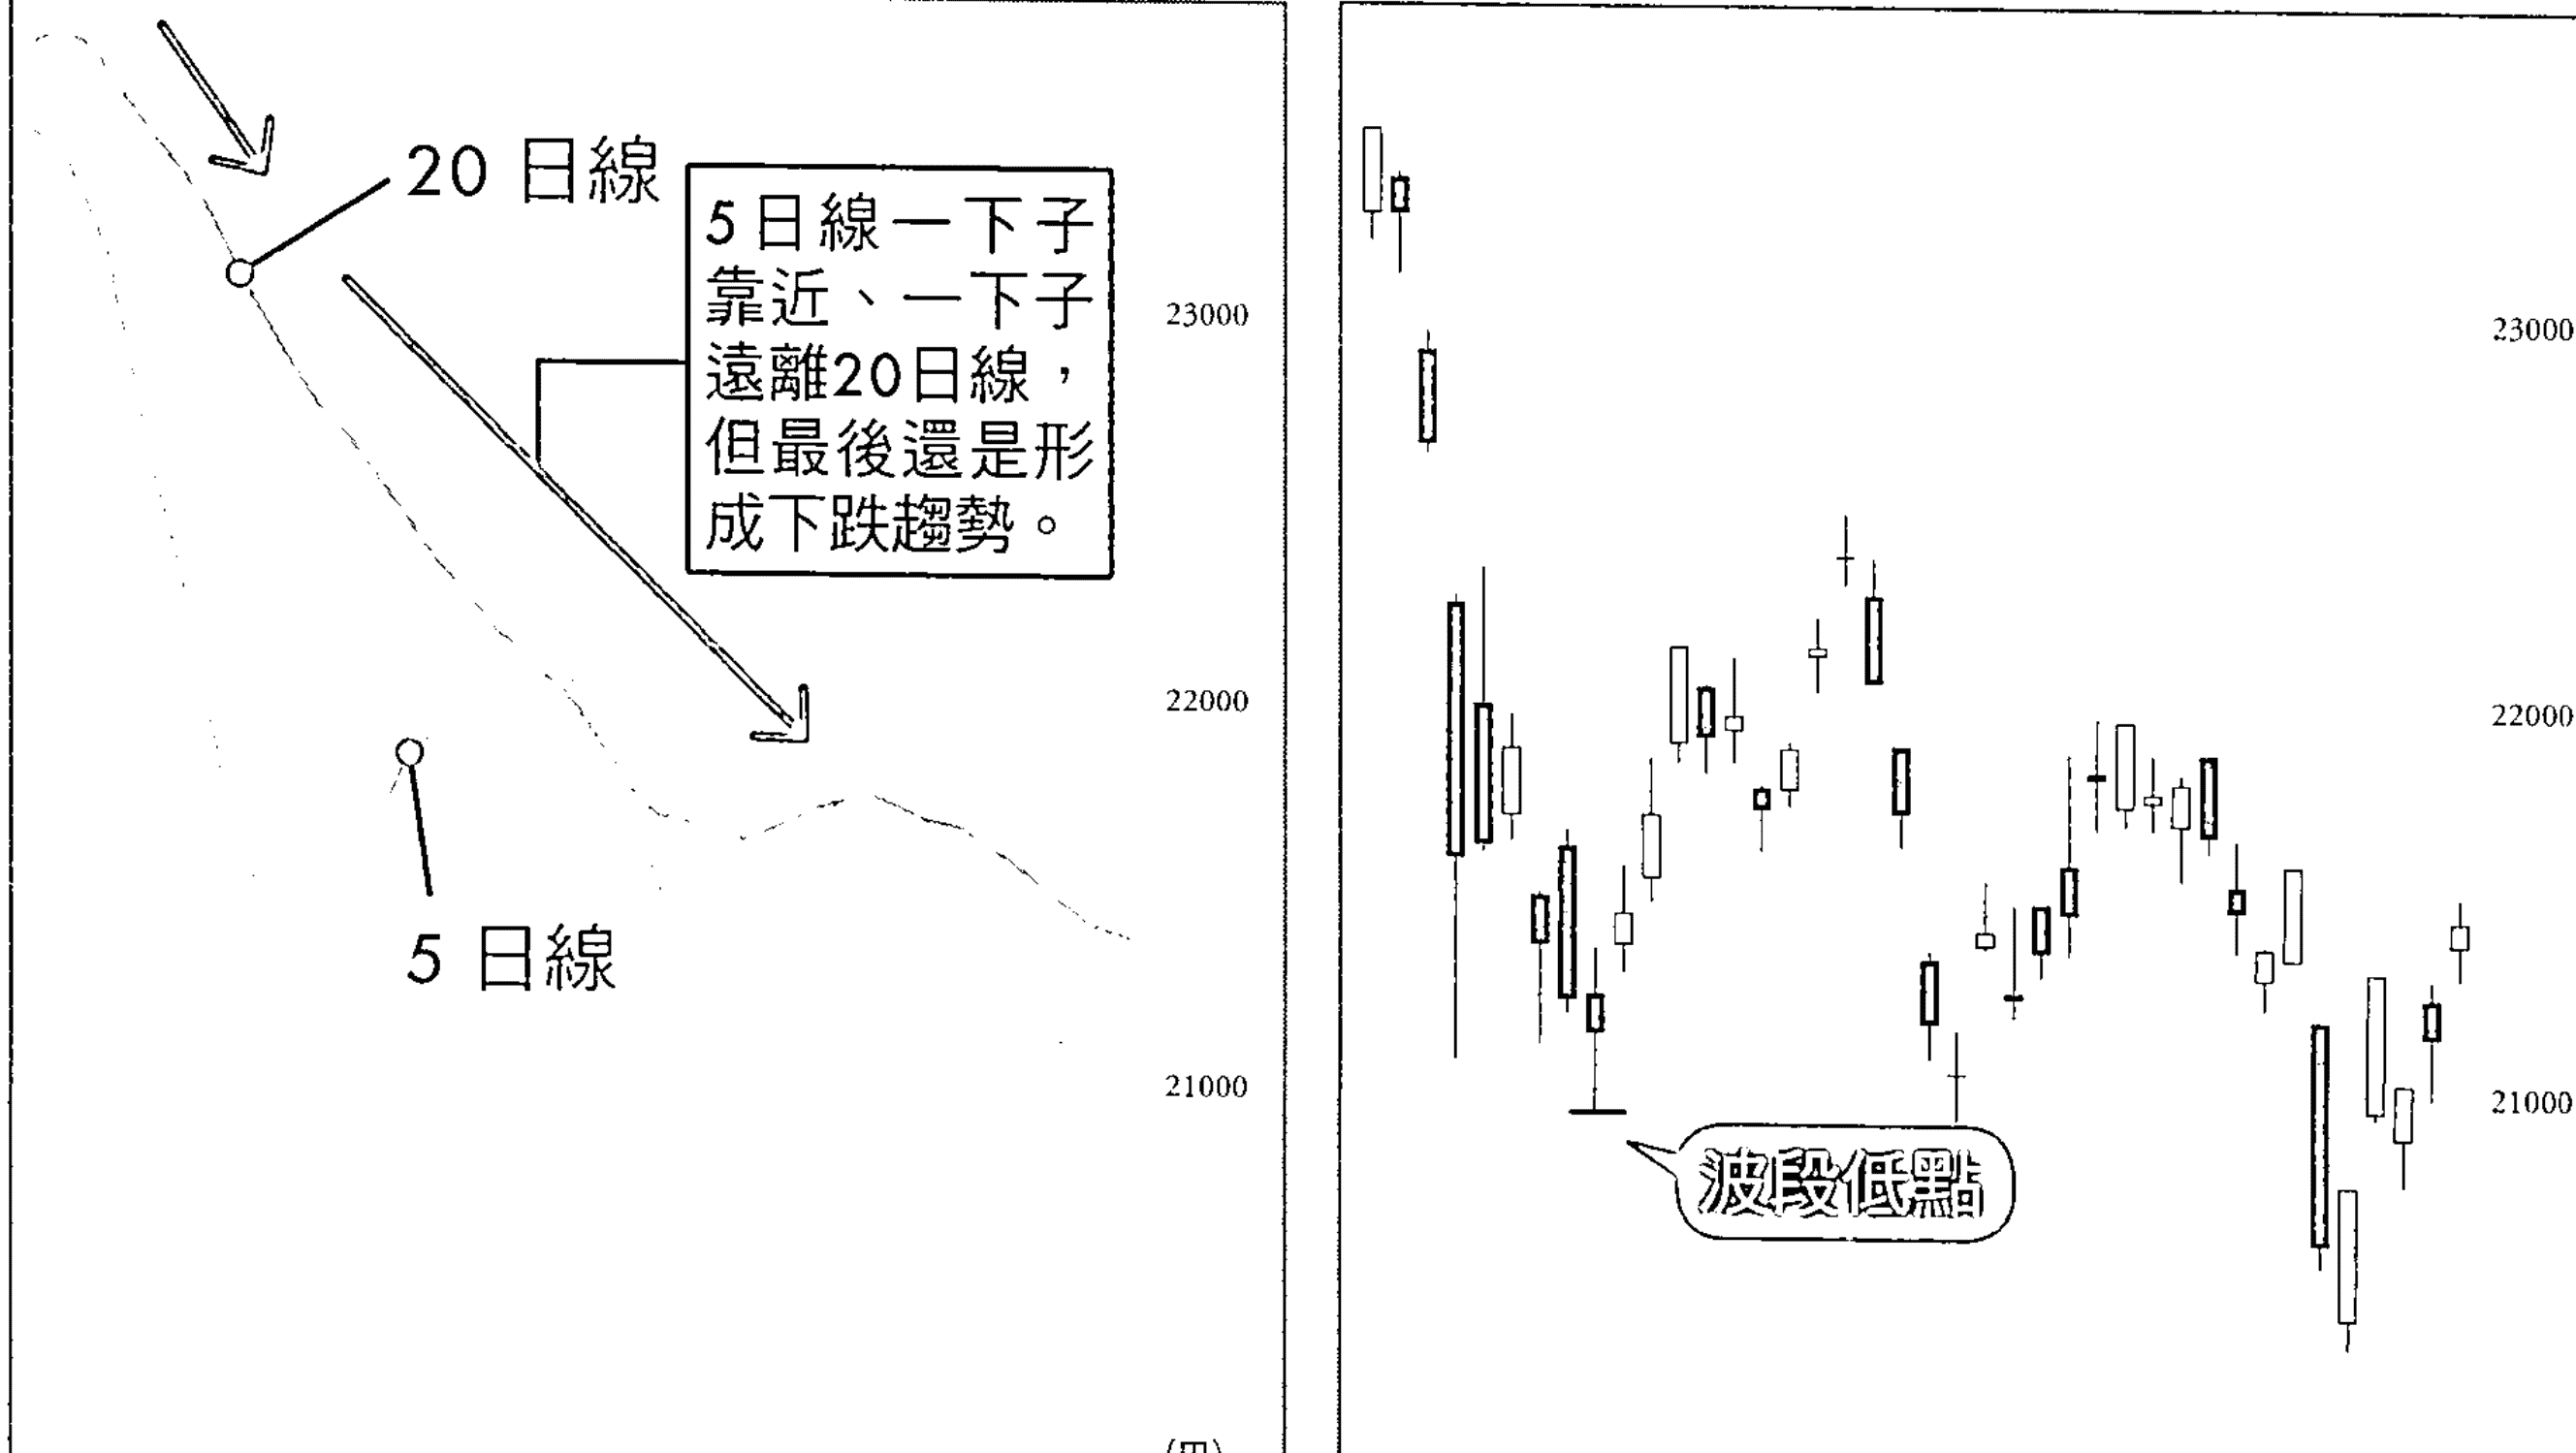 20 日線
5日線一下子
靠近、一下子
遠離20日線，
但最後還是形
成下跌趨勢。
23000
22000
5 日線
21000
23000
22000
21000
波段低點